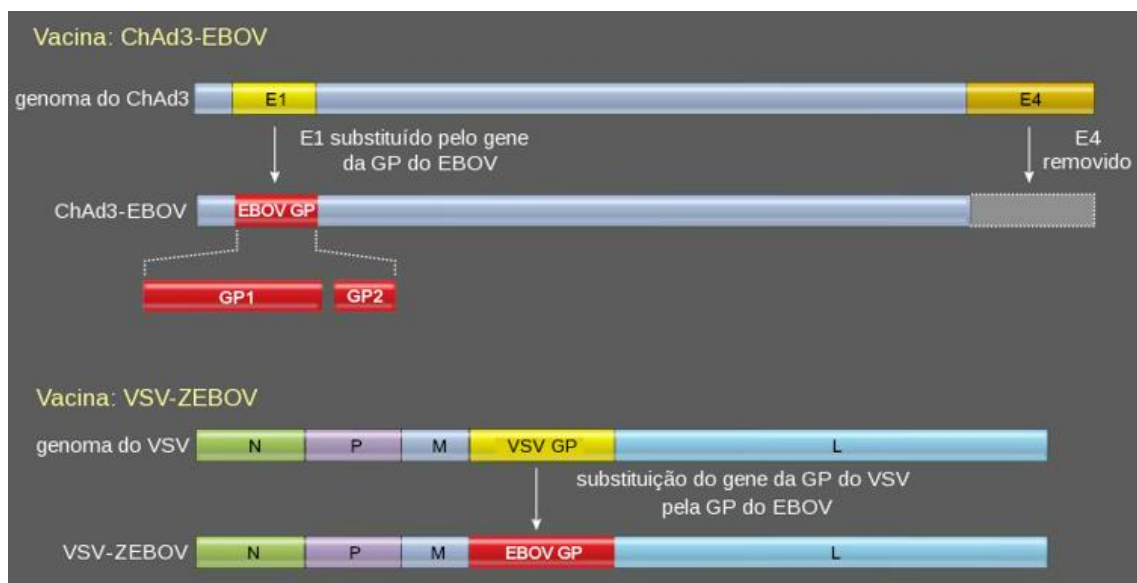 Vacina: ChAd3-EBOV
genoma do ChAd3
E1
E4
E1 substituído pelo gene
da GP do EBOV
E4
removido
ChAd3-EBOV
EBOV GP
GP1
GP2
Vacina: VSV-ZEBOV
genoma do VSV
N
P
M
VSV GP
L
substituição do gene da GP do VSV
pela GP do EBOV
VSV-ZEBOV
N
P
M
EBOV GP
L